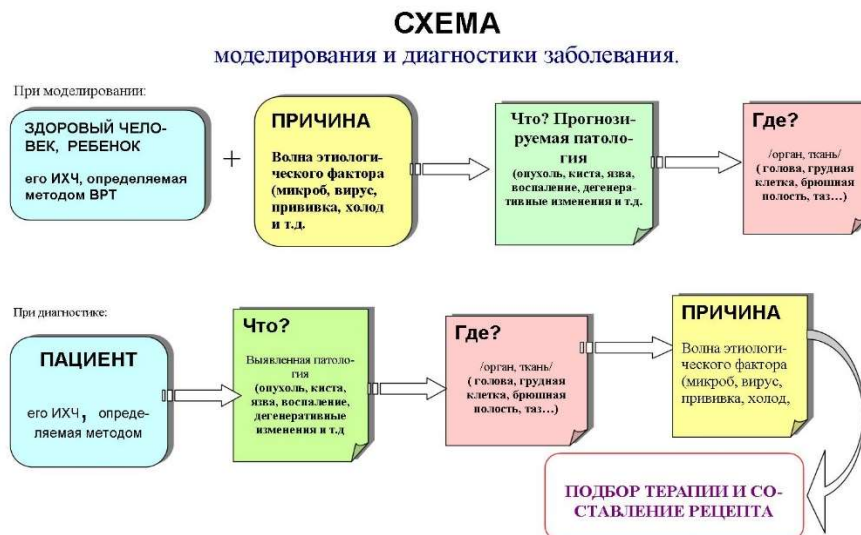 СХЕМА
моделирования и диагностики заболевания.
При моделировании:
ЗДОРОВЫЙ ЧЕЛО-
ВЕК, РЕБЕНОК
его ИХЧ, определяемая
методом ВРТ
+
ПРИЧИНА
Волна этиологи-
ческого фактора
(микроб, вирус,
прививка, холод
и т.д.
Что? Прогнози-
руемая патоло-
гия
(опухоль, киста, язва,
воспаление, дегенера-
тивные изменения и т.д.
Где?
/орган, ткань/
( голова, грудная
клетка, брюшная
полость, таз...)
При диагностике:
ПАЦИЕНТ
его ИХЧ, опреде-
ляемая методом
Что?
Выявленная патоло-
гия
(опухоль, киста,
язва, воспаление,
дегенеративные
изменения и т.д
Где?
/орган, ткань/
( голова, грудная
клетка, брюшная
полость, таз...)
ПРИЧИНА
Волна этиологи-
ческого фактора
(микроб, вирус,
прививка, холод,
ПОДБОР ТЕРАПИИ И СО-
СТАВЛЕНИЕ РЕЦЕПТА